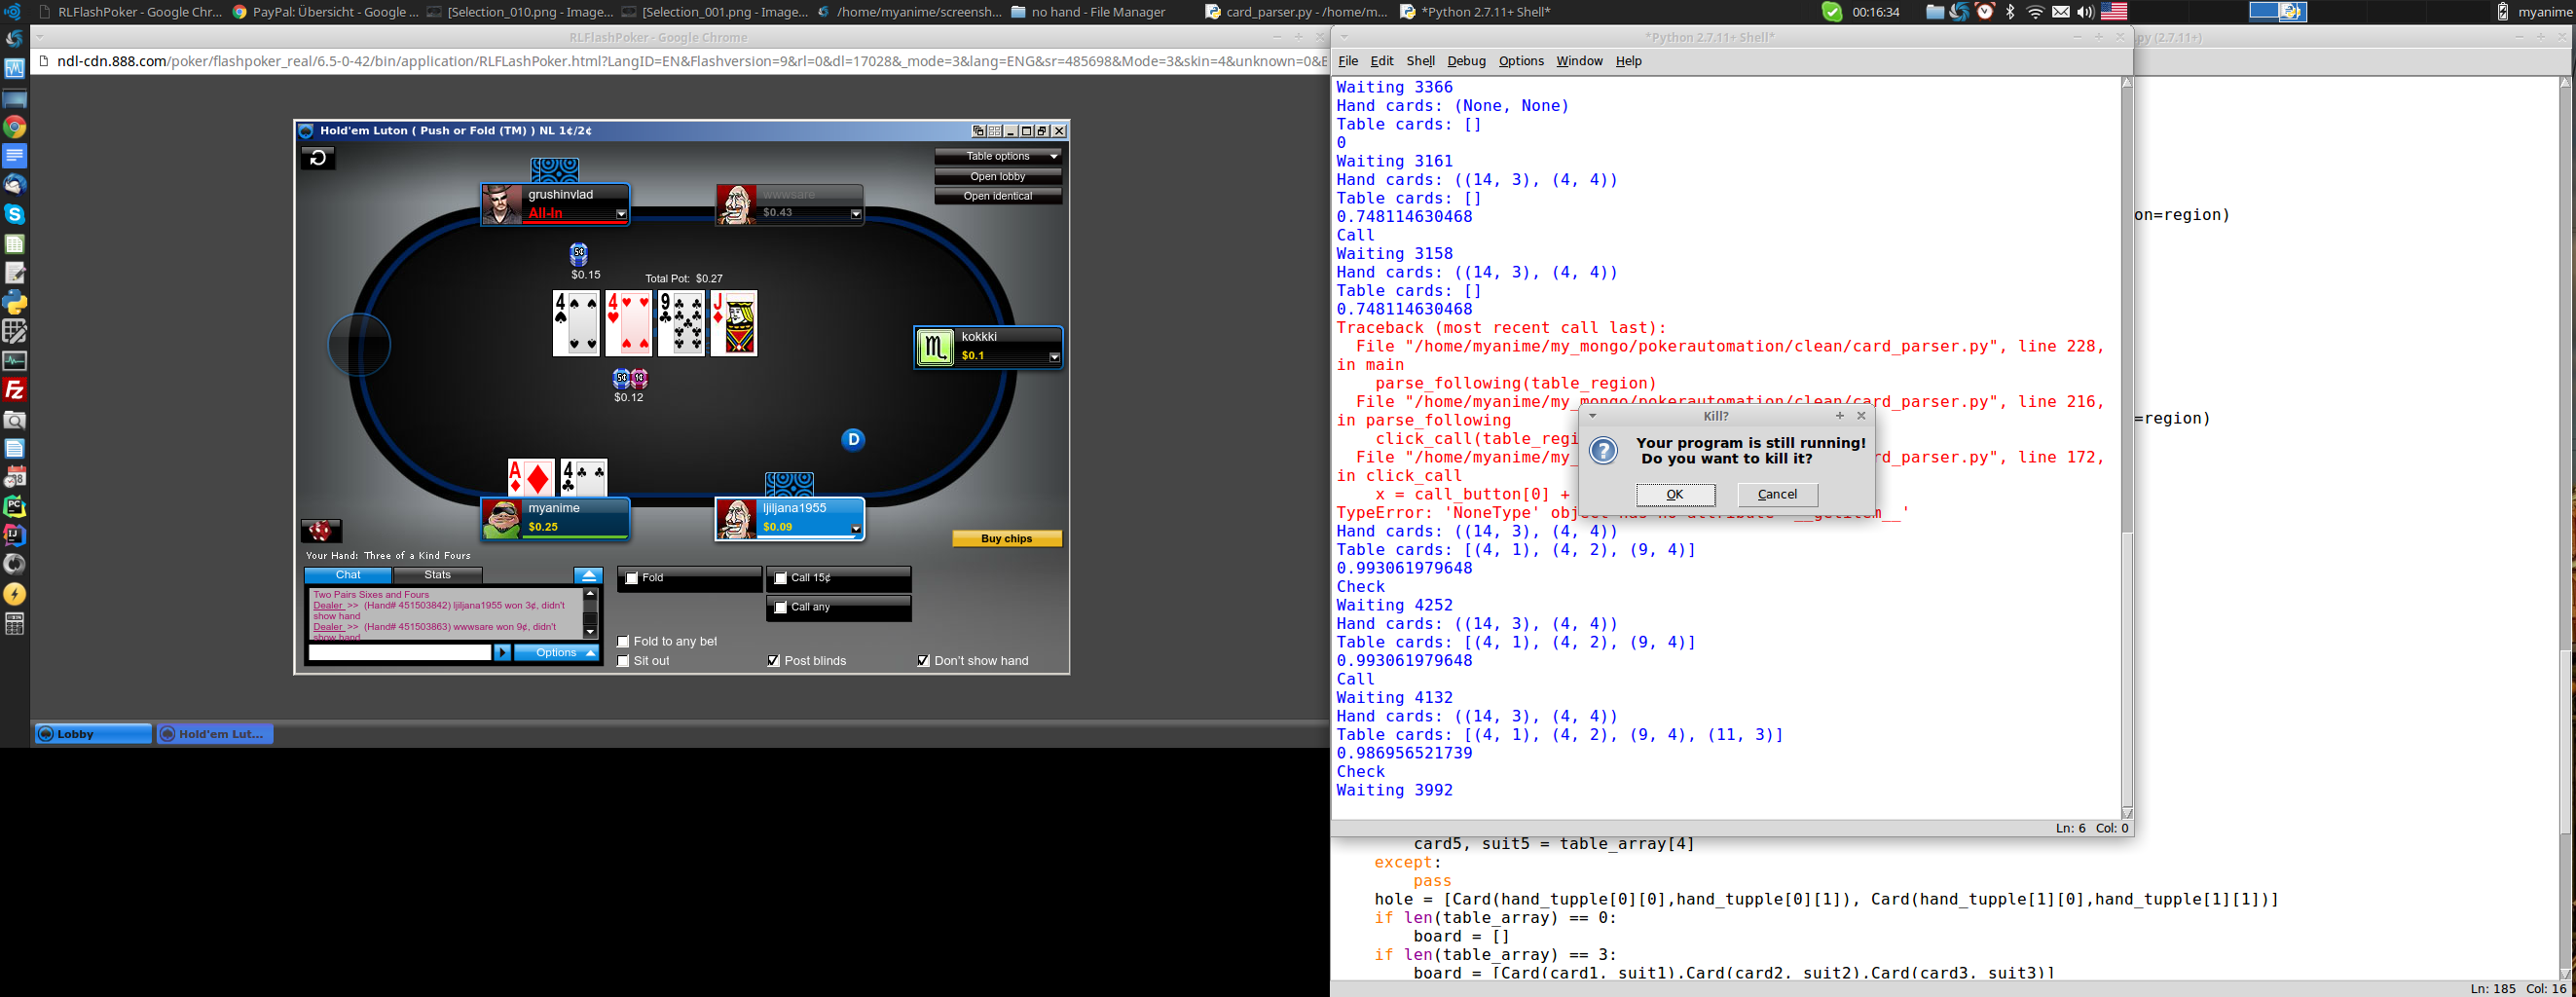 RLFlashPoker - Google Chr...
PayPal: Übersicht - Google ...
[Selection_010.png - Image...
[Selection_001.png - Image...
/home/myanime/screensh...
no hand - File Manager
card_parser.py - /home/m...
*Python 2.7.11+ Shell*
00:16:34
myanime
RLFlashPoker - Google Chrome
ndl-cdn.888.com/poker/flashpoker_real/6.5-0-42/bin/application/RLFLashPoker.html?LangID=EN&Flashversion=9&rl=0&dl=17028&_mode=3&lang=ENG&sr=485698&Mode=3&skin=4&unknown=0&E
Hold'em Luton ( Push or Fold (TM) ) NL 1¢/2¢
Table options
Open lobby
Open identical
grushinvlad
All-In
wwwsare
$0.43
5¢
$0.15
Total Pot: $0.27
4
4
9
J
kokkki
$0.1
5¢ 1¢
$0.12
D
A
4
myanime
$0.25
ljiljana1955
$0.09
Buy chips
Your Hand: Three of a Kind Fours
Chat
Stats
Two Pairs Sixes and Fours
Dealer >> (Hand# 451503842) ljiljana1955 won 3¢, didn't
show hand
Dealer >> (Hand# 451503863) wwwsare won 9¢, didn't
show hand
Options
Fold
Call 15¢
Call any
Fold to any bet
Sit out
Post blinds
Don't show hand
Lobby
Hold'em Lut...
*Python 2.7.11+ Shell*
File Edit Shell Debug Options Window Help
Waiting 3366
Hand cards: (None, None)
Table cards: []
0
Waiting 3161
Hand cards: ((14, 3), (4, 4))
Table cards: []
0.748114630468
Call
Waiting 3158
Hand cards: ((14, 3), (4, 4))
Table cards: []
0.748114630468
Traceback (most recent call last):
File "/home/myanime/my_mongo/pokerautomation/clean/card_parser.py", line 228,
in main
parse_following(table_region)
File "/home/myanime/my_mongo/pokerautomation/clean/card_parser.py", line 216,
in parse_following
click_call(table_regi
File "/home/myanime/my_
rd_parser.py", line 172,
in click_call
x = call_button[0] +
TypeError: 'NoneType' object has no attribute '__getitem__'
Hand cards: ((14, 3), (4, 4))
Table cards: [(4, 1), (4, 2), (9, 4)]
0.993061979648
Check
Waiting 4252
Hand cards: ((14, 3), (4, 4))
Table cards: [(4, 1), (4, 2), (9, 4)]
0.993061979648
Call
Waiting 4132
Hand cards: ((14, 3), (4, 4))
Table cards: [(4, 1), (4, 2), (9, 4), (11, 3)]
0.986956521739
Check
Waiting 3992
Ln: 6 Col: 0
Kill?
Your program is still running!
Do you want to kill it?
OK
Cancel
py (2.7.11+)
on=region)
=region)
card5, suit5 = table_array[4]
except:
pass
hole = [Card(hand_tupple[0][0],hand_tupple[0][1]), Card(hand_tupple[1][0],hand_tupple[1][1])]
if len(table_array) == 0:
board = []
if len(table_array) == 3:
board = [Card(card1, suit1),Card(card2, suit2),Card(card3, suit3)]
Ln: 185 Col: 16